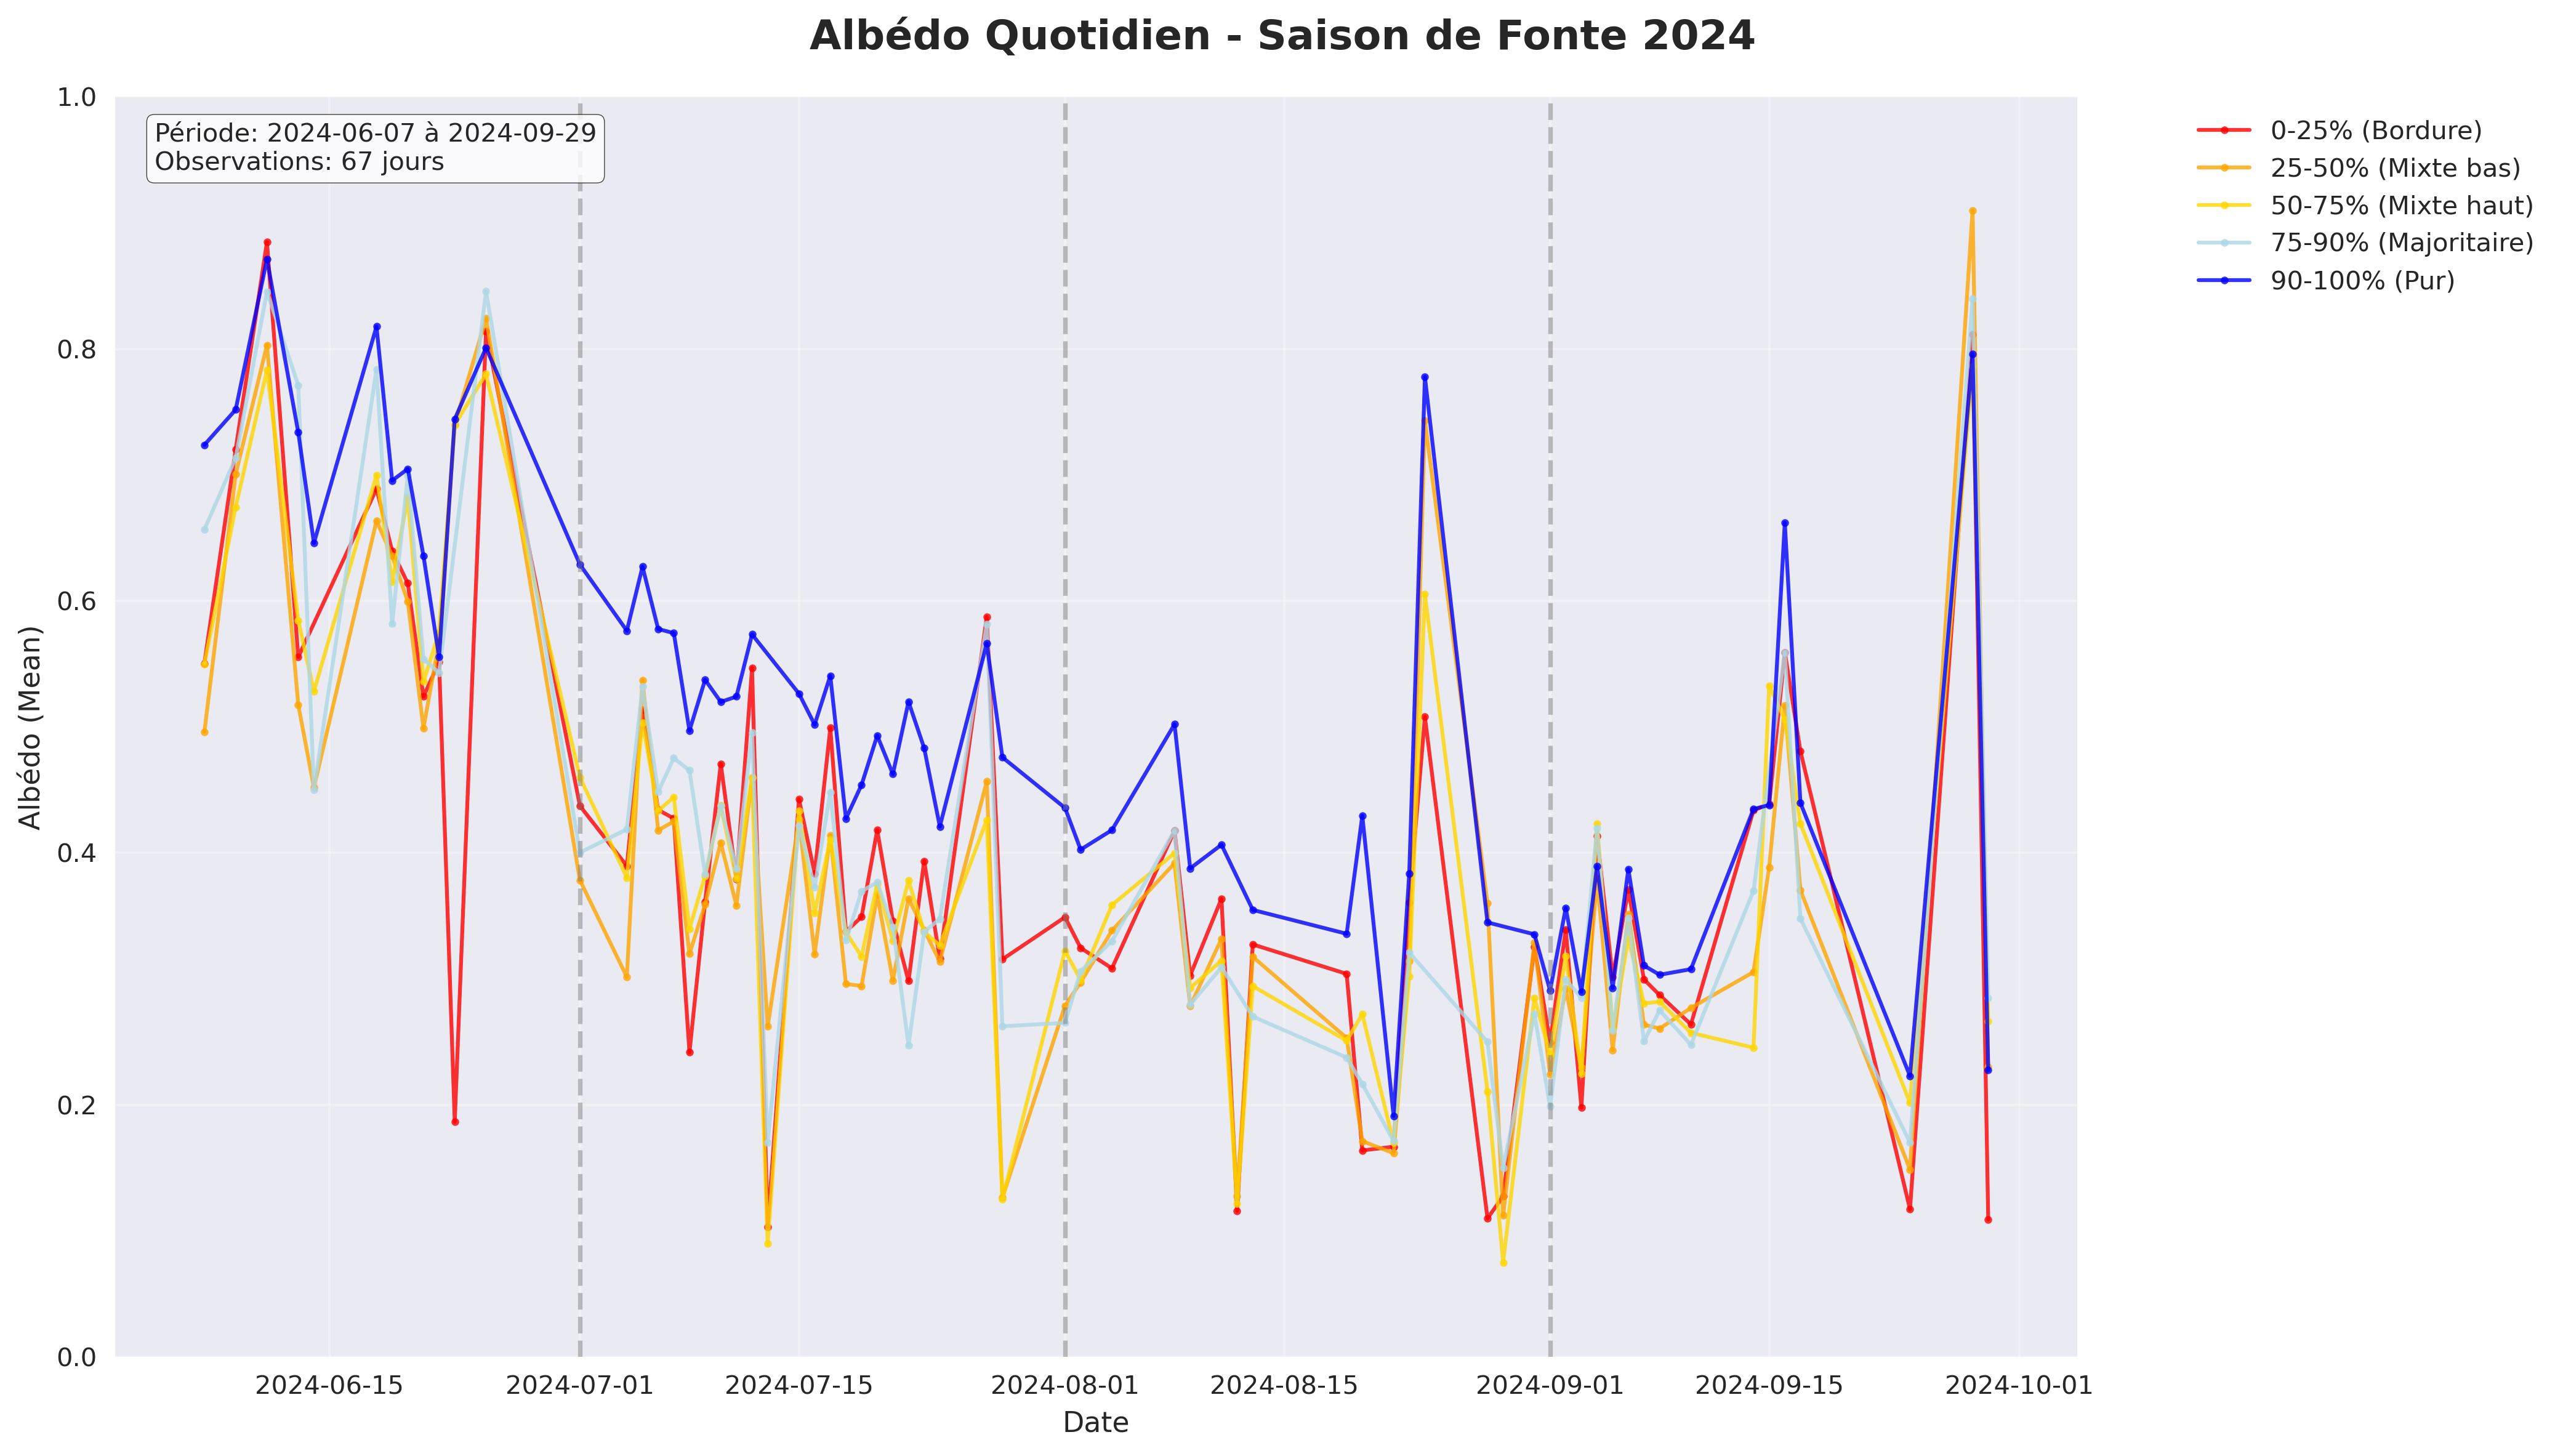 Albédo Quotidien - Saison de Fonte 2024
1.0
0.8
0.6
0.4
0.2
0.0
Albédo (Mean)
Période: 2024-06-07 à 2024-09-29
Observations: 67 jours
0-25% (Bordure)
25-50% (Mixte bas)
50-75% (Mixte haut)
75-90% (Majoritaire)
90-100% (Pur)
2024-06-15
2024-07-01
2024-07-15
2024-08-01
2024-08-15
2024-09-01
2024-09-15
2024-10-01
Date